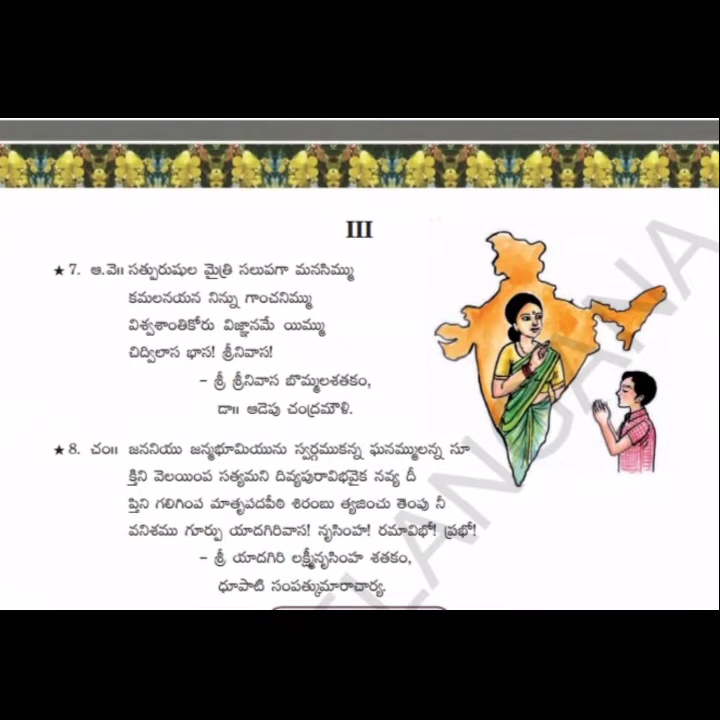 III
★ 7. ఆ.వె॥ సత్పురుషుల మైత్రి సలుపగా మనసిమ్ము
కమలనయన నిన్ను గాంచనిమ్ము
విశ్వశాంతికోరు విజ్ఞానమే యిమ్ము
చిద్విలాస భాస! శ్రీనివాస!
- శ్రీ శ్రీనివాస బొమ్మలశతకం,
డా॥ ఆడెపు చంద్రమౌళి.
★ 8. చం॥ జననియు జన్మభూమియును స్వర్గముకన్న ఘనమ్ములన్న సూ
క్తిని వెలయింప సత్యమని దివ్యపురావిభవైక నవ్య దీ
ప్తిని గలిగింప మాతృపదపీఠి శిరంబు త్యజించు తెంపు నీ
వనిశము గూర్పు యాదగిరివాస! నృసింహ! రమావిభో! ప్రభో!
- శ్రీ యాదగిరి లక్ష్మీనృసింహ శతకం,
ధూపాటి సంపత్కుమారాచార్య.
TELANGANA